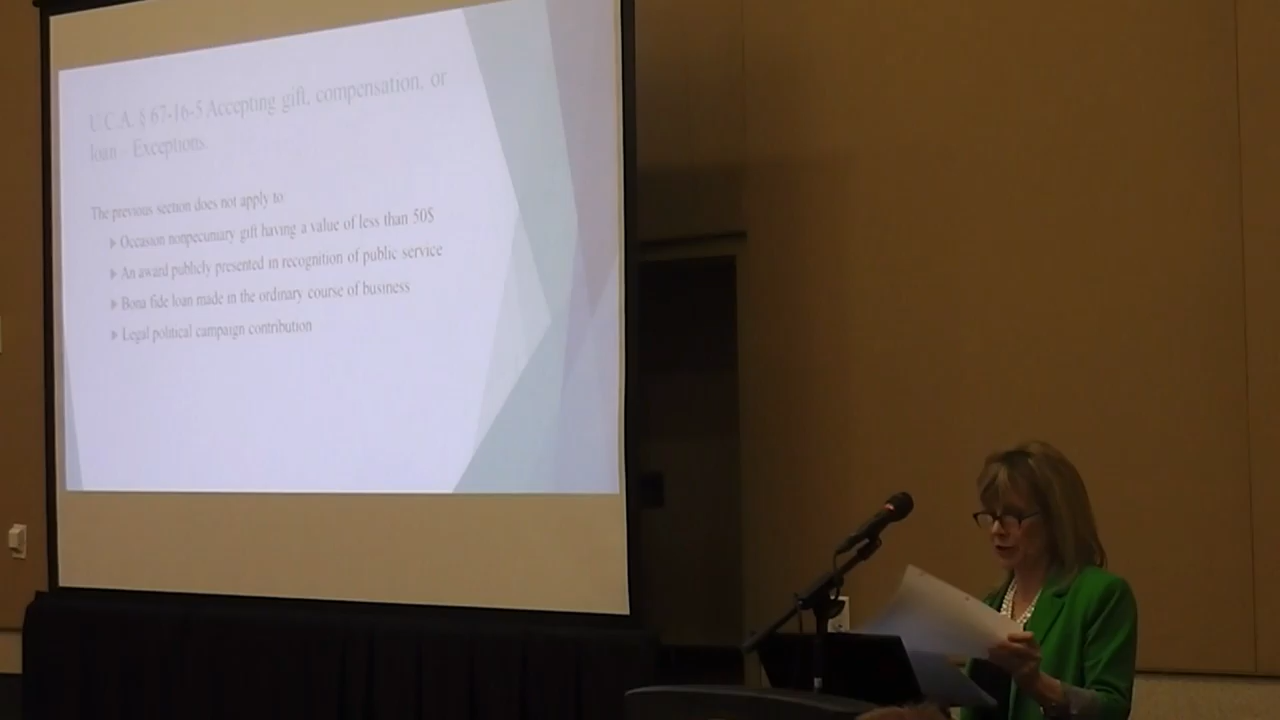 U.C.A. § 67-16-5 Accepting gift, compensation, or
loan – Exceptions.
The previous section does not apply to:
Occasion nonpecuniary gift having a value of less than 50$
An award publicly presented in recognition of public service
Bona fide loan made in the ordinary course of business
Legal political campaign contribution